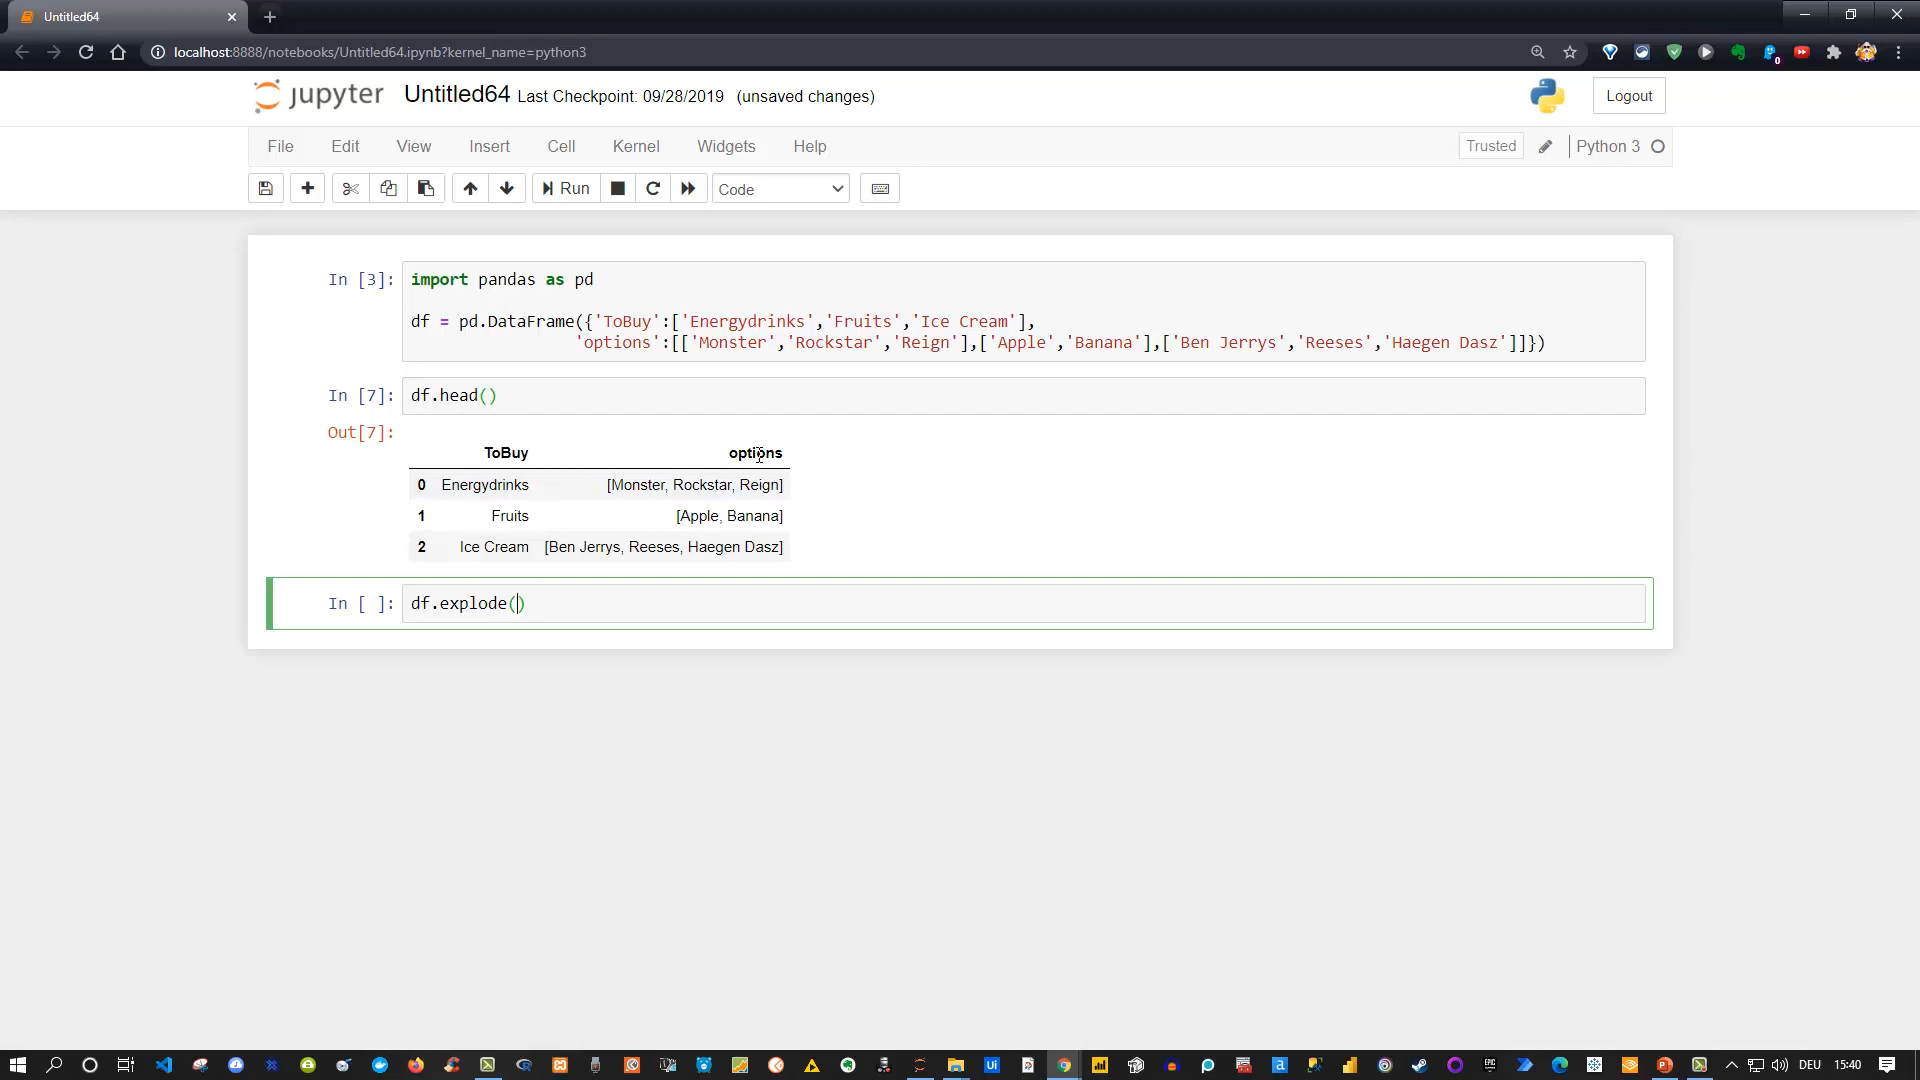 Untitled64
localhost:8888/notebooks/Untitled64.ipynb?kernel_name=python3
0
jupyter Untitled64 Last Checkpoint: 09/28/2019 (unsaved changes)
Logout
File Edit View Insert Cell Kernel Widgets Help
Trusted Python 3
Run Code
In [3]: import pandas as pd
df = pd.DataFrame({'ToBuy':['Energydrinks','Fruits','Ice Cream'],
'options':[['Monster','Rockstar','Reign'],['Apple','Banana'],['Ben Jerrys','Reeses','Haegen Dasz']]})
In [7]: df.head()
Out[7]:
ToBuy options
0 Energydrinks [Monster, Rockstar, Reign]
1 Fruits [Apple, Banana]
2 Ice Cream [Ben Jerrys, Reeses, Haegen Dasz]
In [ ]: df.explode()
DEU 15:40